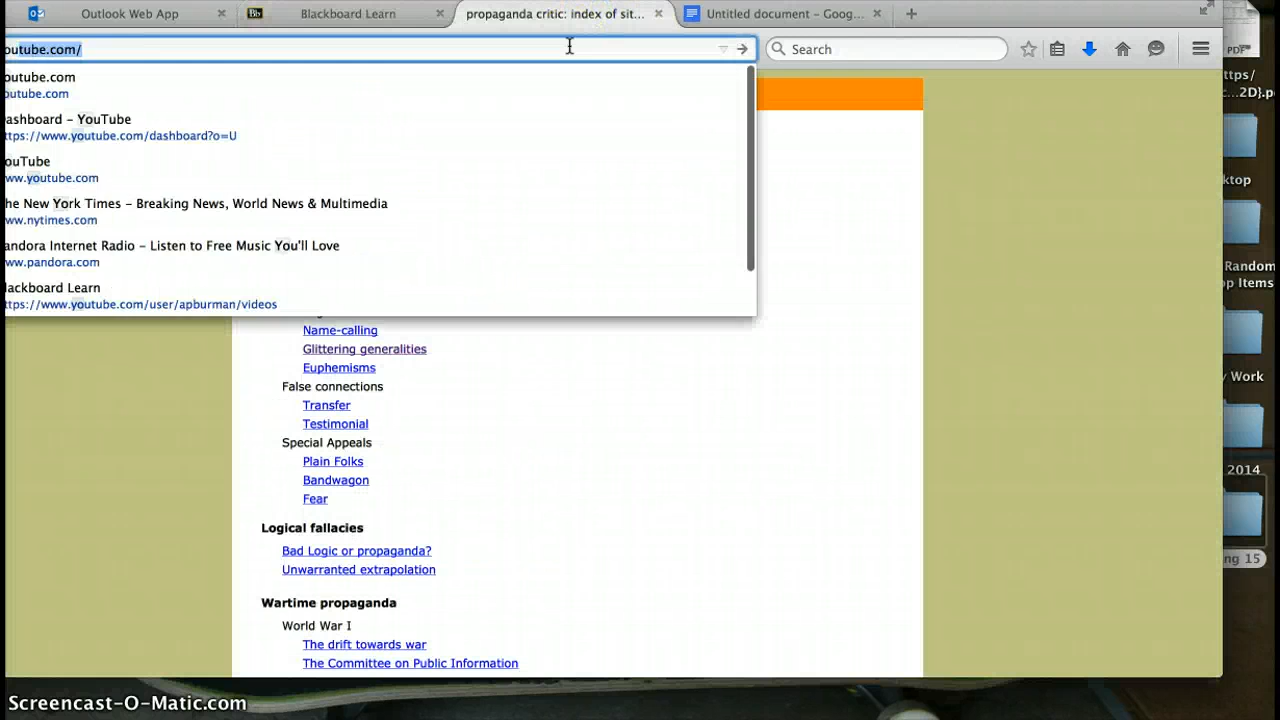 Outlook Web App
Bb Blackboard Learn
propaganda critic: index of sit...
Untitled document – Goog...
outube.com/
Search
PDF
outube.com
outube.com
ttps/
c...2D}.p
ashboard – YouTube
ttps://www.youtube.com/dashboard?o=U
ouTube
ww.youtube.com
ktop
he New York Times – Breaking News, World News & Multimedia
ww.nytimes.com
andora Internet Radio – Listen to Free Music You'll Love
ww.pandora.com
Random
op Items
lackboard Learn
ttps://www.youtube.com/user/apburman/videos
Name-calling
Glittering generalities
Euphemisms
y Work
False connections
Transfer
Testimonial
Special Appeals
Plain Folks
2014
Bandwagon
Fear
Logical fallacies
Bad Logic or propaganda?
ng 15
Unwarranted extrapolation
Wartime propaganda
World War I
The drift towards war
The Committee on Public Information
Screencast-O-Matic.com